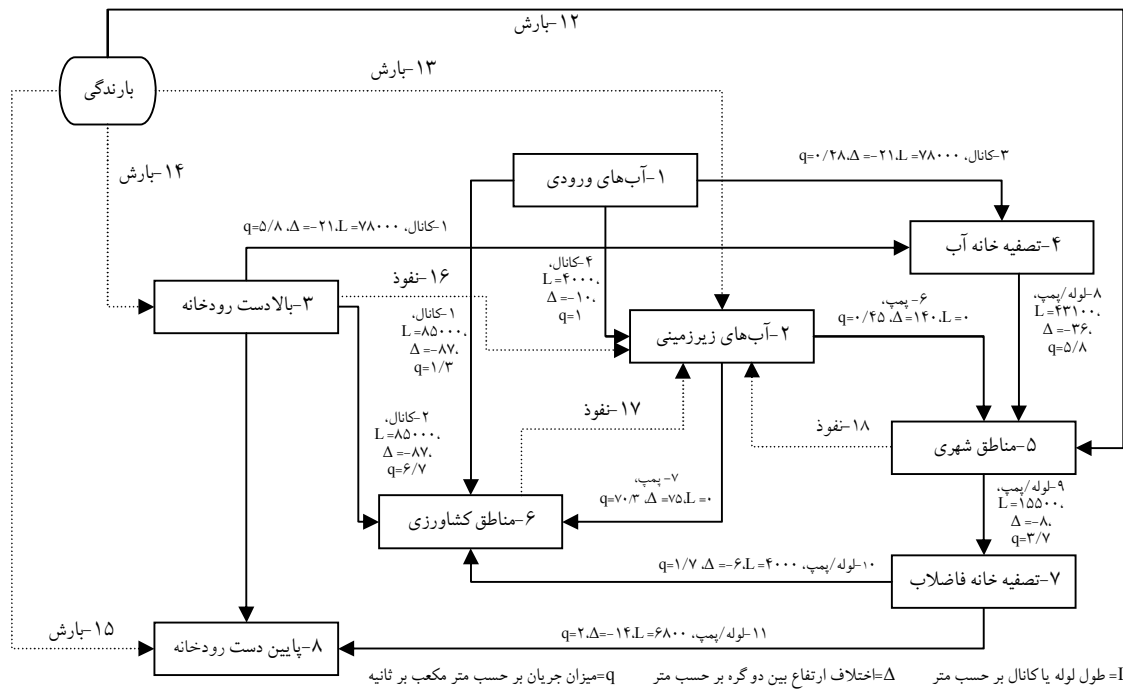 ۱۲-بارش
۱۳-بارش
بارندگی
۱۴-بارش
۱-آب‌های ورودی
۳-کانال، q=۰/۴۸،Δ=-۲۱،L=۷۸۰۰۰
۴-تصفیه خانه آب
۱-کانال، q=۵/۸،Δ=-۲۱،L=۷۸۰۰۰
۳-بالادست رودخانه
۱۶-نفوذ
۱-کانال،
L=۸۵۰۰۰،
Δ=-۸۷،
q=۱/۳
۴-کانال،
L=۴۰۰۰،
Δ=-۱۰،
q=۱
۲-آب‌های زیرزمینی
۶- پمپ،
q=۰/۴۵،Δ=۱۴۰،L=۰
۸-لوله/پمپ،
L=۴۳۱۰۰،
Δ=-۳۶،
q=۵/۸
۲-کانال،
L=۸۵۰۰۰،
Δ=-۸۷،
q=۶/۷
۱۷-نفوذ
۱۸-نفوذ
۵-مناطق شهری
۷- پمپ،
q=۷۰/۳،Δ=۷۵،L=۰
۶-مناطق کشاورزی
۹-لوله/پمپ،
L=۱۵۵۰۰،
Δ=-۸،
q=۳/۷
۱۰-لوله/پمپ، q=۱/۷،Δ=-۶،L=۴۰۰۰
۷-تصفیه خانه فاضلاب
۱۵-بارش
۸-پایین دست رودخانه
۱۱-لوله/پمپ، q=۲،Δ=-۱۴،L=۶۸۰۰
L= طول لوله یا کانال بر حسب متر Δ=اختلاف ارتفاع بین دو گره بر حسب متر q=میزان جریان بر حسب متر مکعب بر ثانیه